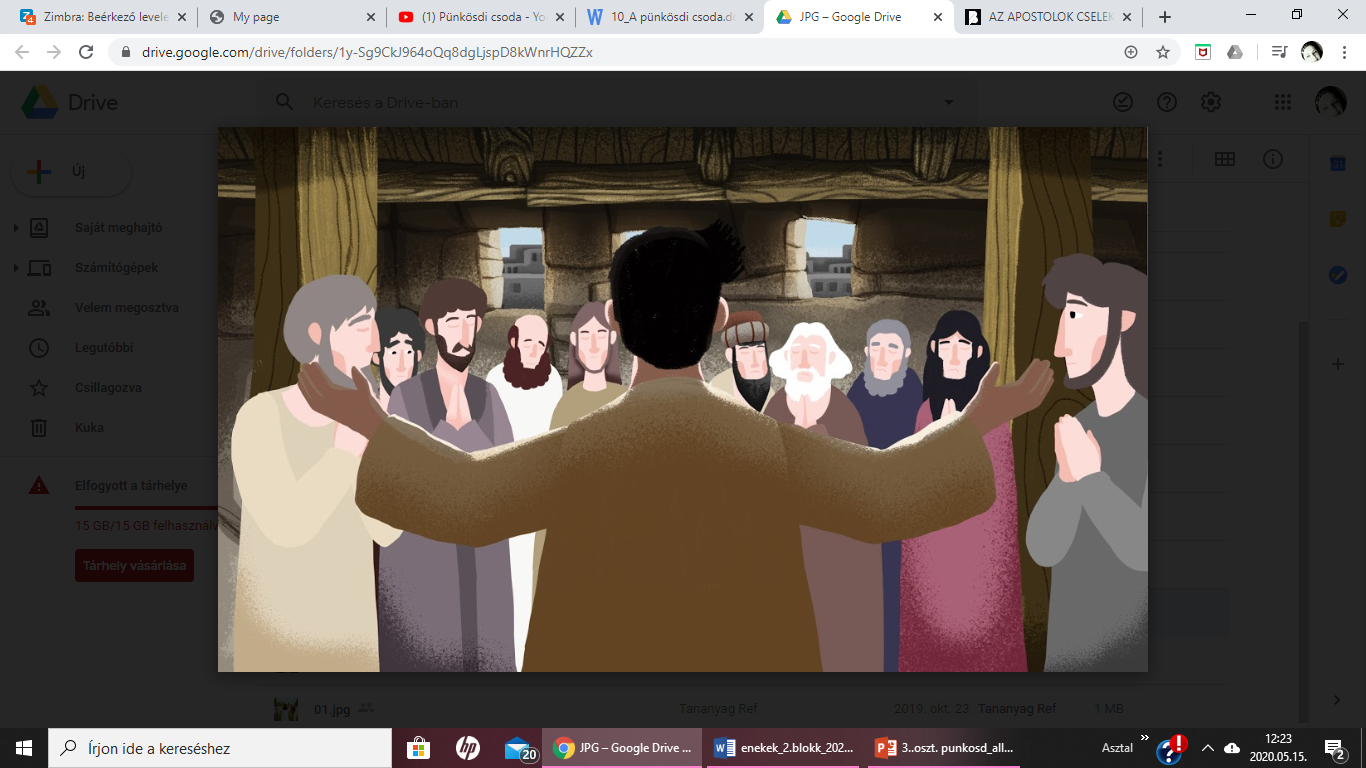 Zimbra: Beérkező levele
My page
(1) Pünkösdi csoda - Yo
10_A pünkösdi csoda.d
JPG – Google Drive
AZ APOSTOLOK CSELEK
drive.google.com/drive/folders/1y-Sg9CkJ964oQq8dgLjspD8kWnrHQZZx
Drive
Keresés a Drive-ban
Új
Saját meghajtó
Számítógépek
Velem megosztva
Legutóbbi
Csillagozva
Kuka
Elfogyott a tárhelye
15 GB/15 GB felhasználv
Tárhely vásárlása
01.jpg
Tananyag Ref
2019. okt. 23. Tananyag Ref
1 MB
Írjon ide a kereséshez
20
JPG – Google Drive ...
enekek_2.blokk_202...
3..oszt. punkosd_all...
Asztal
12:23
2020.05.15.
2